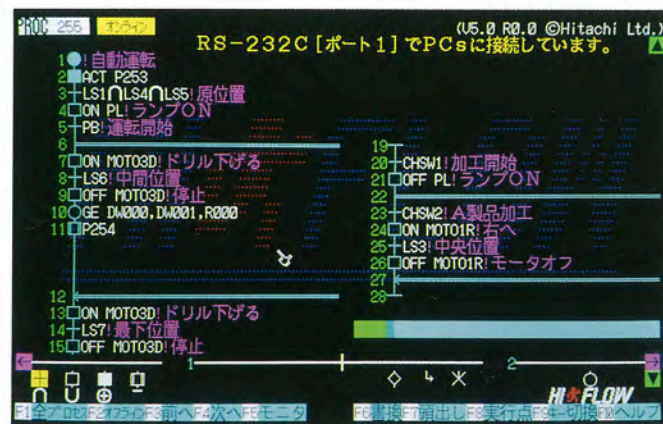 PROC 255 オンライン (V5.0 R0.0 ©Hitachi Ltd.)
RS-232C[ポート1]でPCsに接続しています。
1 ! 自動運転
2 ACT P253
3 LS1⋂LS4⋂LS5! 原位置
4 ON PL! ランプON
5 PB! 運転開始
6
7 ON MOTO3D! ドリル下げる
8 LS6! 中間位置
9 OFF MOTO3D! 停止
10 GE DW000,DW001,R000
11 P254
12
13 ON MOTO3D! ドリル下げる
14 LS7! 最下位置
15 OFF MOTO3D! 停止
19
20 CHSW1! 加工開始
21 OFF PL! ランプON
22
23 CHSW2! A製品加工
24 ON MOTO1R! 右へ
25 LS3! 中央位置
26 OFF MOTO1R! モータオフ
27
28
1 2
HI FLOW
F1全プロセス F2オフライン F3前へ F4次へ F5モニタ F6書換 F7頭出し F8実行点 F9キー切換 F10ヘルプ